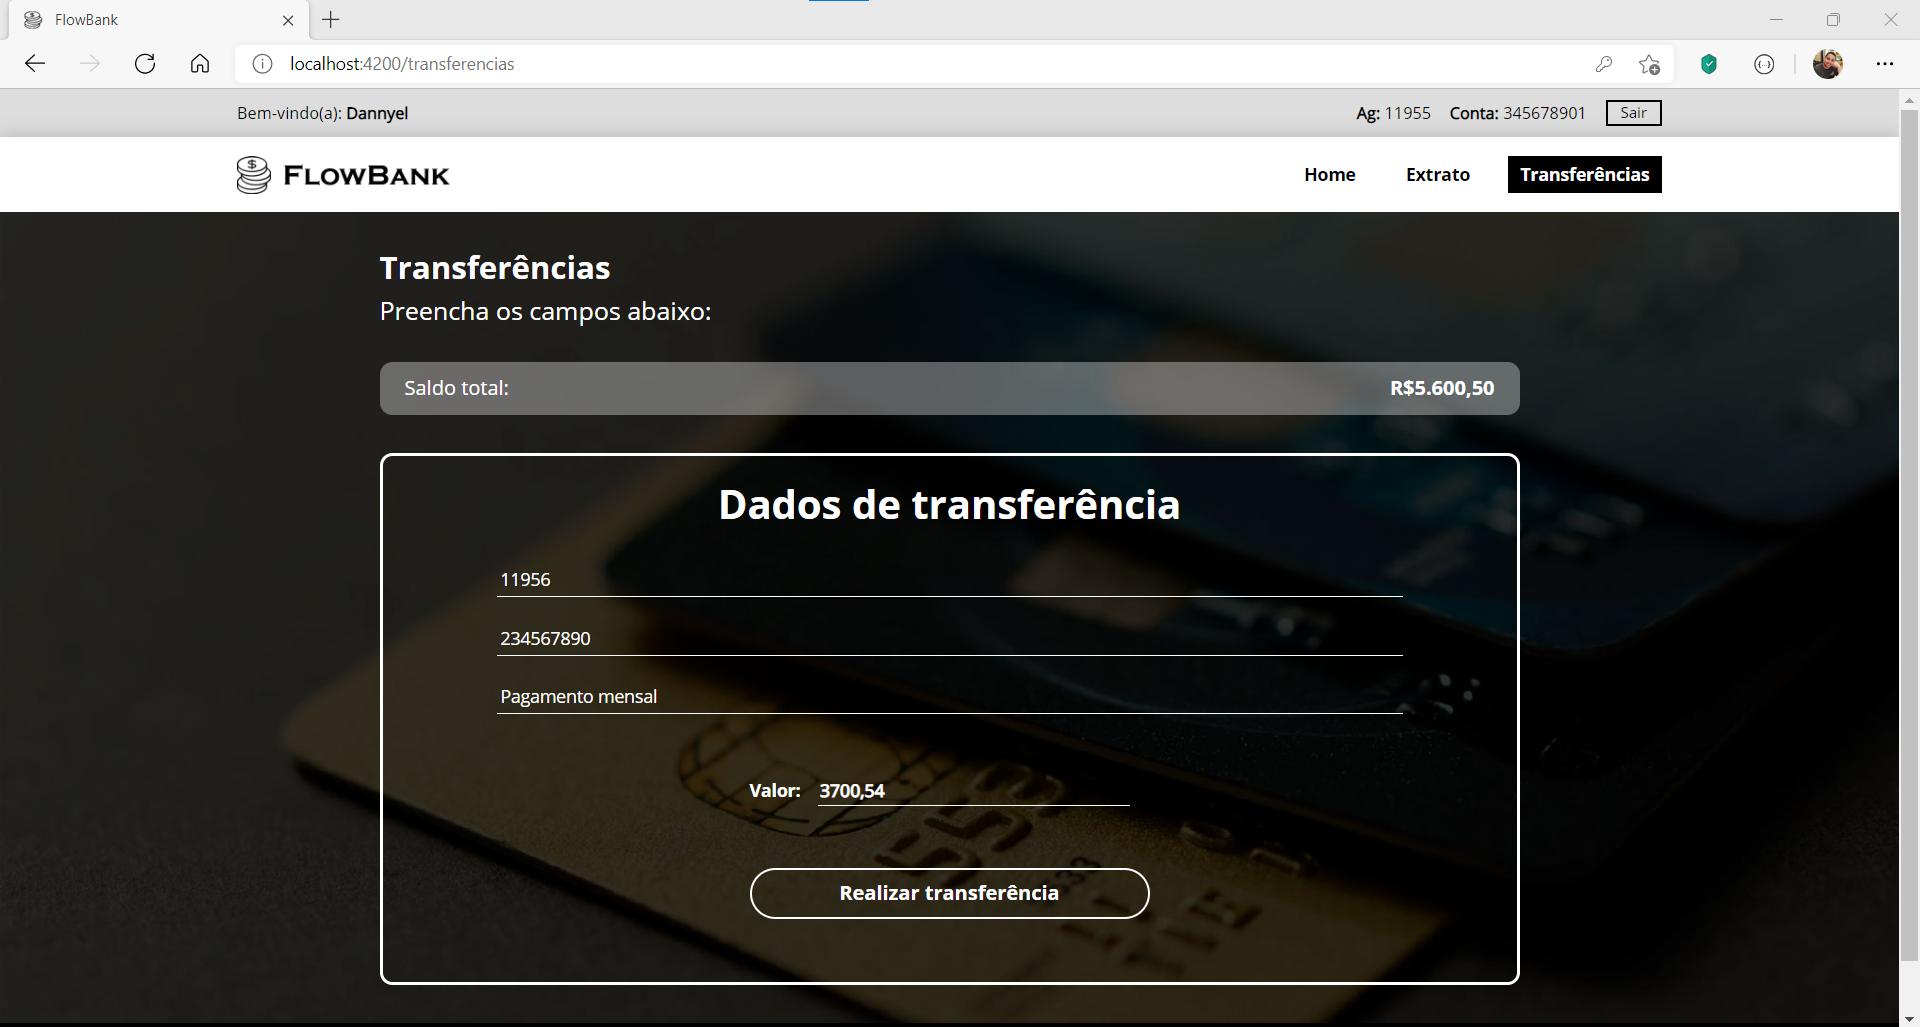 FlowBank
localhost:4200/transferencias
Bem-vindo(a): Dannyel
Ag: 11955 Conta: 345678901 Sair
FLOWBANK
Home Extrato Transferências
Transferências
Preencha os campos abaixo:
Saldo total: R$5.600,50
Dados de transferência
11956
234567890
Pagamento mensal
Valor: 3700,54
Realizar transferência